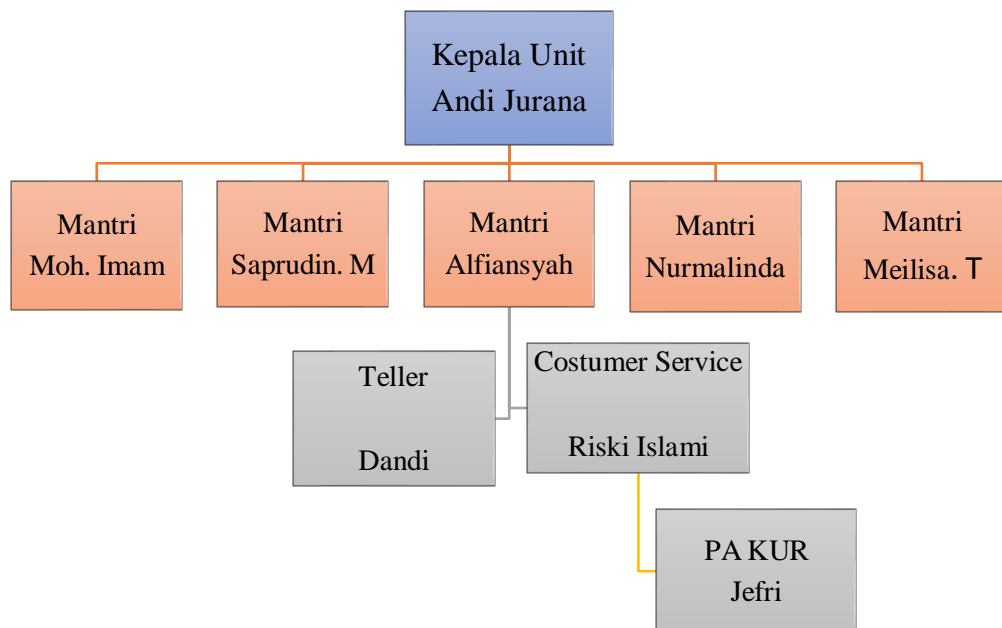 Kepala Unit
Andi Jurana
Mantri
Moh. Imam
Mantri
Saprudin. M
Mantri
Alfiansyah
Mantri
Nurmalinda
Mantri
Meilisa. T
Teller
Dandi
Costumer Service
Riski Islami
PA KUR
Jefri